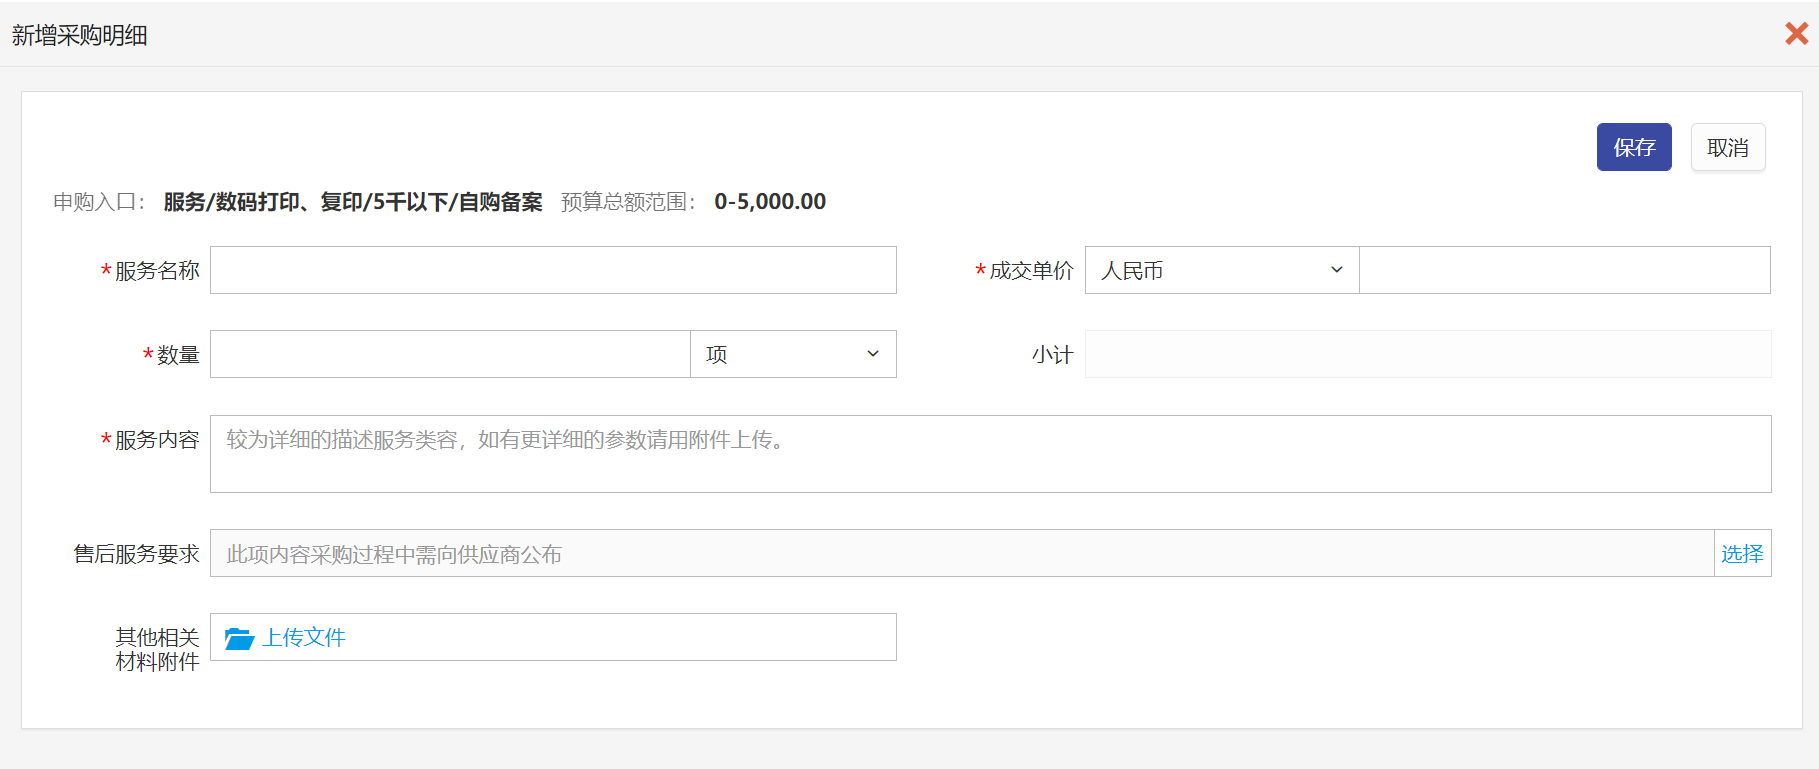 新增采购明细
保存 取消
申购入口： 服务/数码打印、复印/5千以下/自购备案 预算总额范围： 0-5,000.00
*服务名称 *成交单价 人民币
*数量 项 小计
*服务内容 较为详细的描述服务类容，如有更详细的参数请用附件上传。
售后服务要求 此项内容采购过程中需向供应商公布 选择
其他相关 上传文件
材料附件